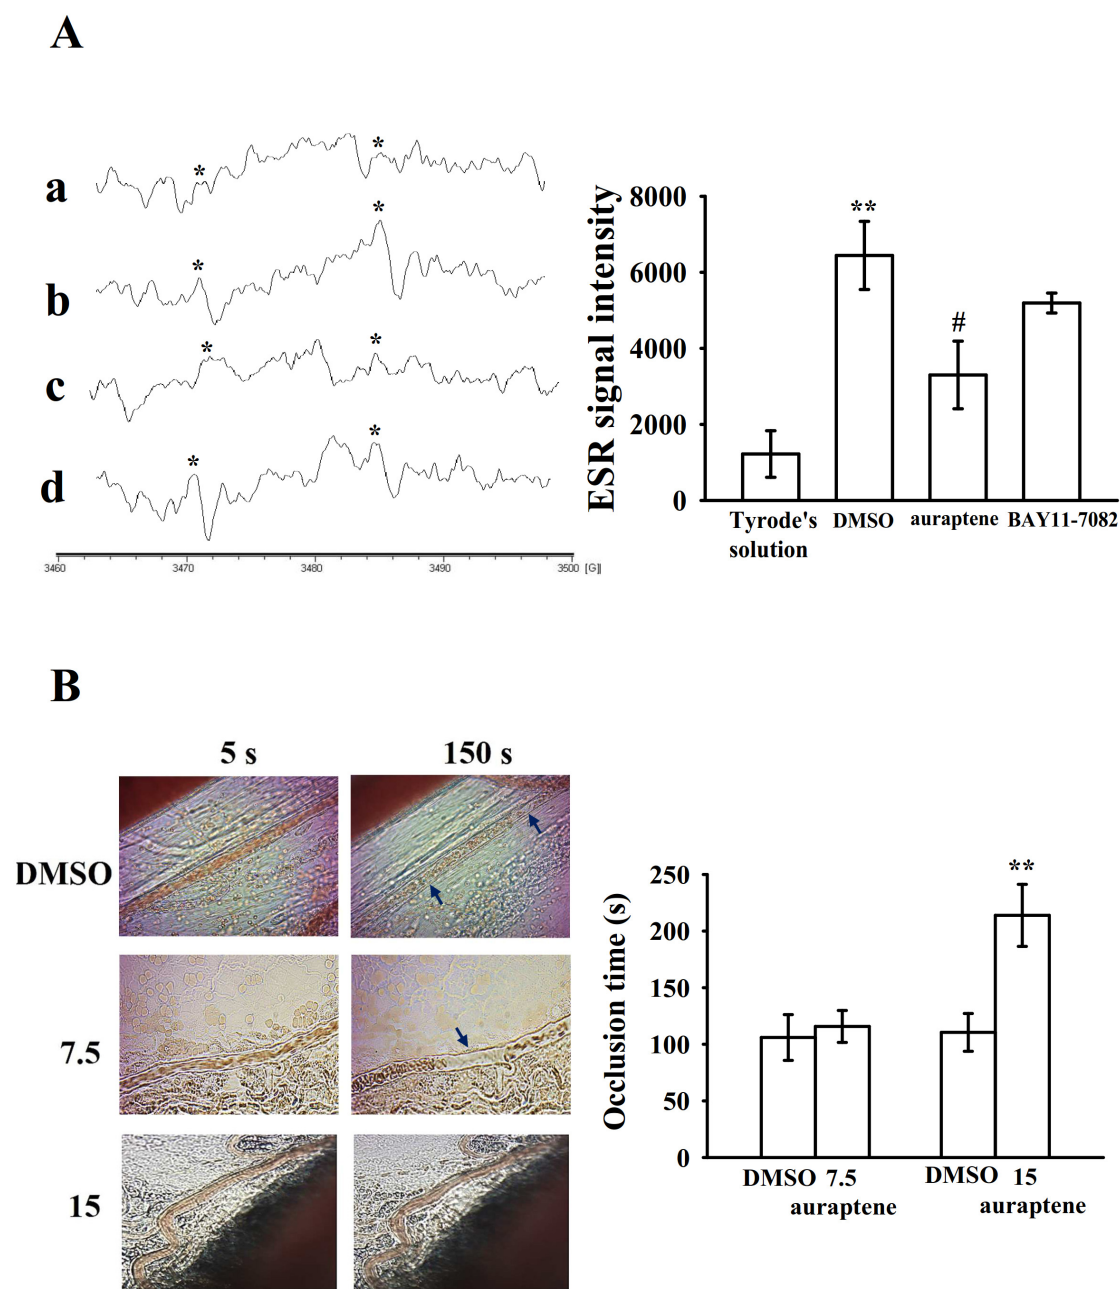 A
*
*
a
*
*
b
*
*
c
*
*
d
3460 3470 3480 3490 3500 [G]
ESR signal intensity
8000
6000
4000
2000
0
**
#
Tyrode's solution
DMSO
auraptene
BAY11-7082
B
5 s 150 s
DMSO
7.5
15
Occlusion time (s)
250
200
150
100
50
0
**
DMSO 7.5
auraptene
DMSO 15
auraptene